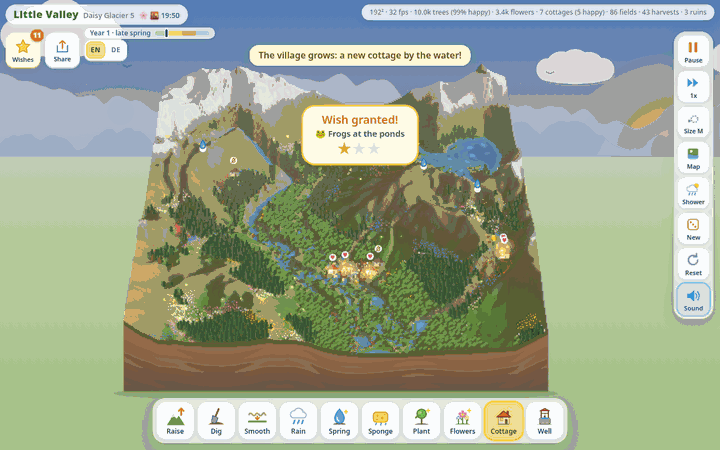 Little Valley Daisy Glacier 5 19:50
192² · 32 fps · 10.0k trees (99% happy) · 3.4k flowers · 7 cottages (5 happy) · 86 fields · 43 harvests · 3 ruins
Year 1 · late spring
11
Wishes
Share
EN
DE
The village grows: a new cottage by the water!
Wish granted!
Frogs at the ponds
Pause
1x
Size M
Map
Shower
New
Reset
Sound
Raise
Dig
Smooth
Rain
Spring
Sponge
Plant
Flowers
Cottage
Well